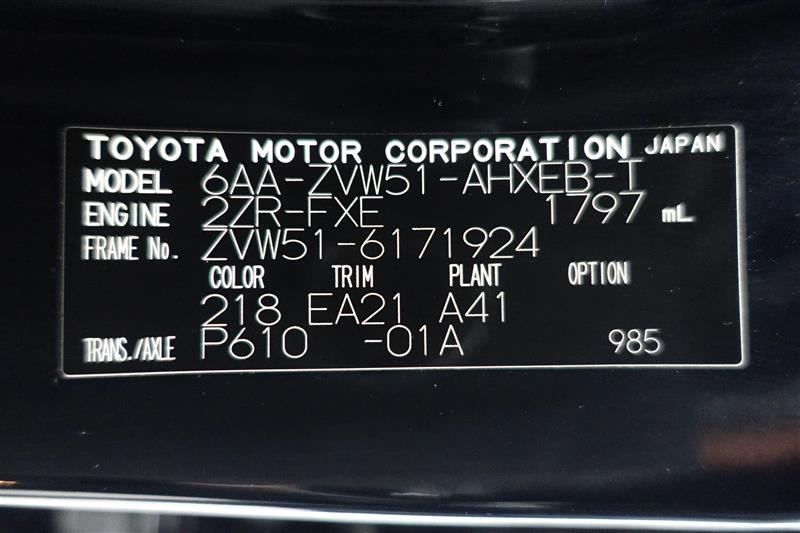 TOYOTA MOTOR CORPORATION JAPAN
MODEL 6AA-ZVW51-AHXEB-T
ENGINE 2ZR-FXE 1797 mL
FRAME No. ZVW51-6171924
COLOR TRIM PLANT OPTION
218 EA21 A41
TRANS./AXLE P610 -01A 985